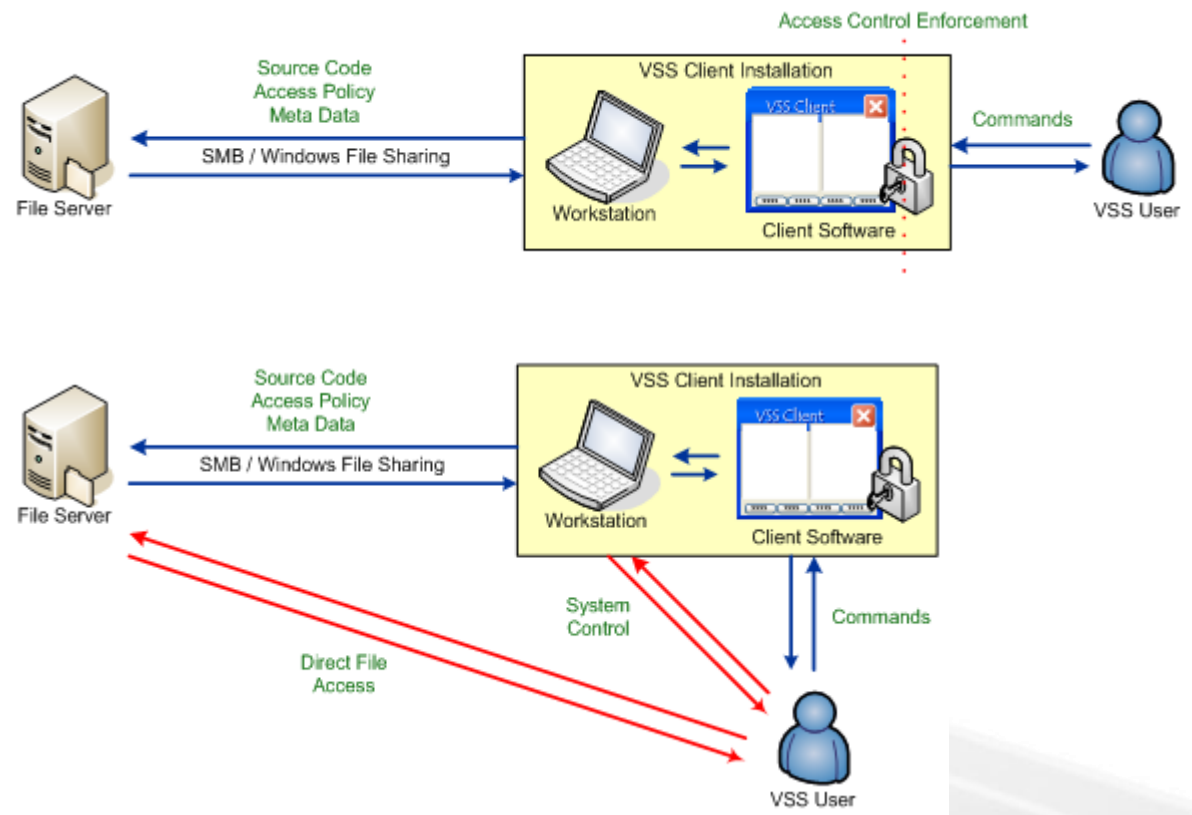 Access Control Enforcement
Source Code
Access Policy
Meta Data
SMB / Windows File Sharing
File Server
VSS Client Installation
VSS Client
Workstation
Client Software
Commands
VSS User
Source Code
Access Policy
Meta Data
SMB / Windows File Sharing
File Server
VSS Client Installation
VSS Client
Workstation
Client Software
System
Control
Commands
Direct File
Access
VSS User